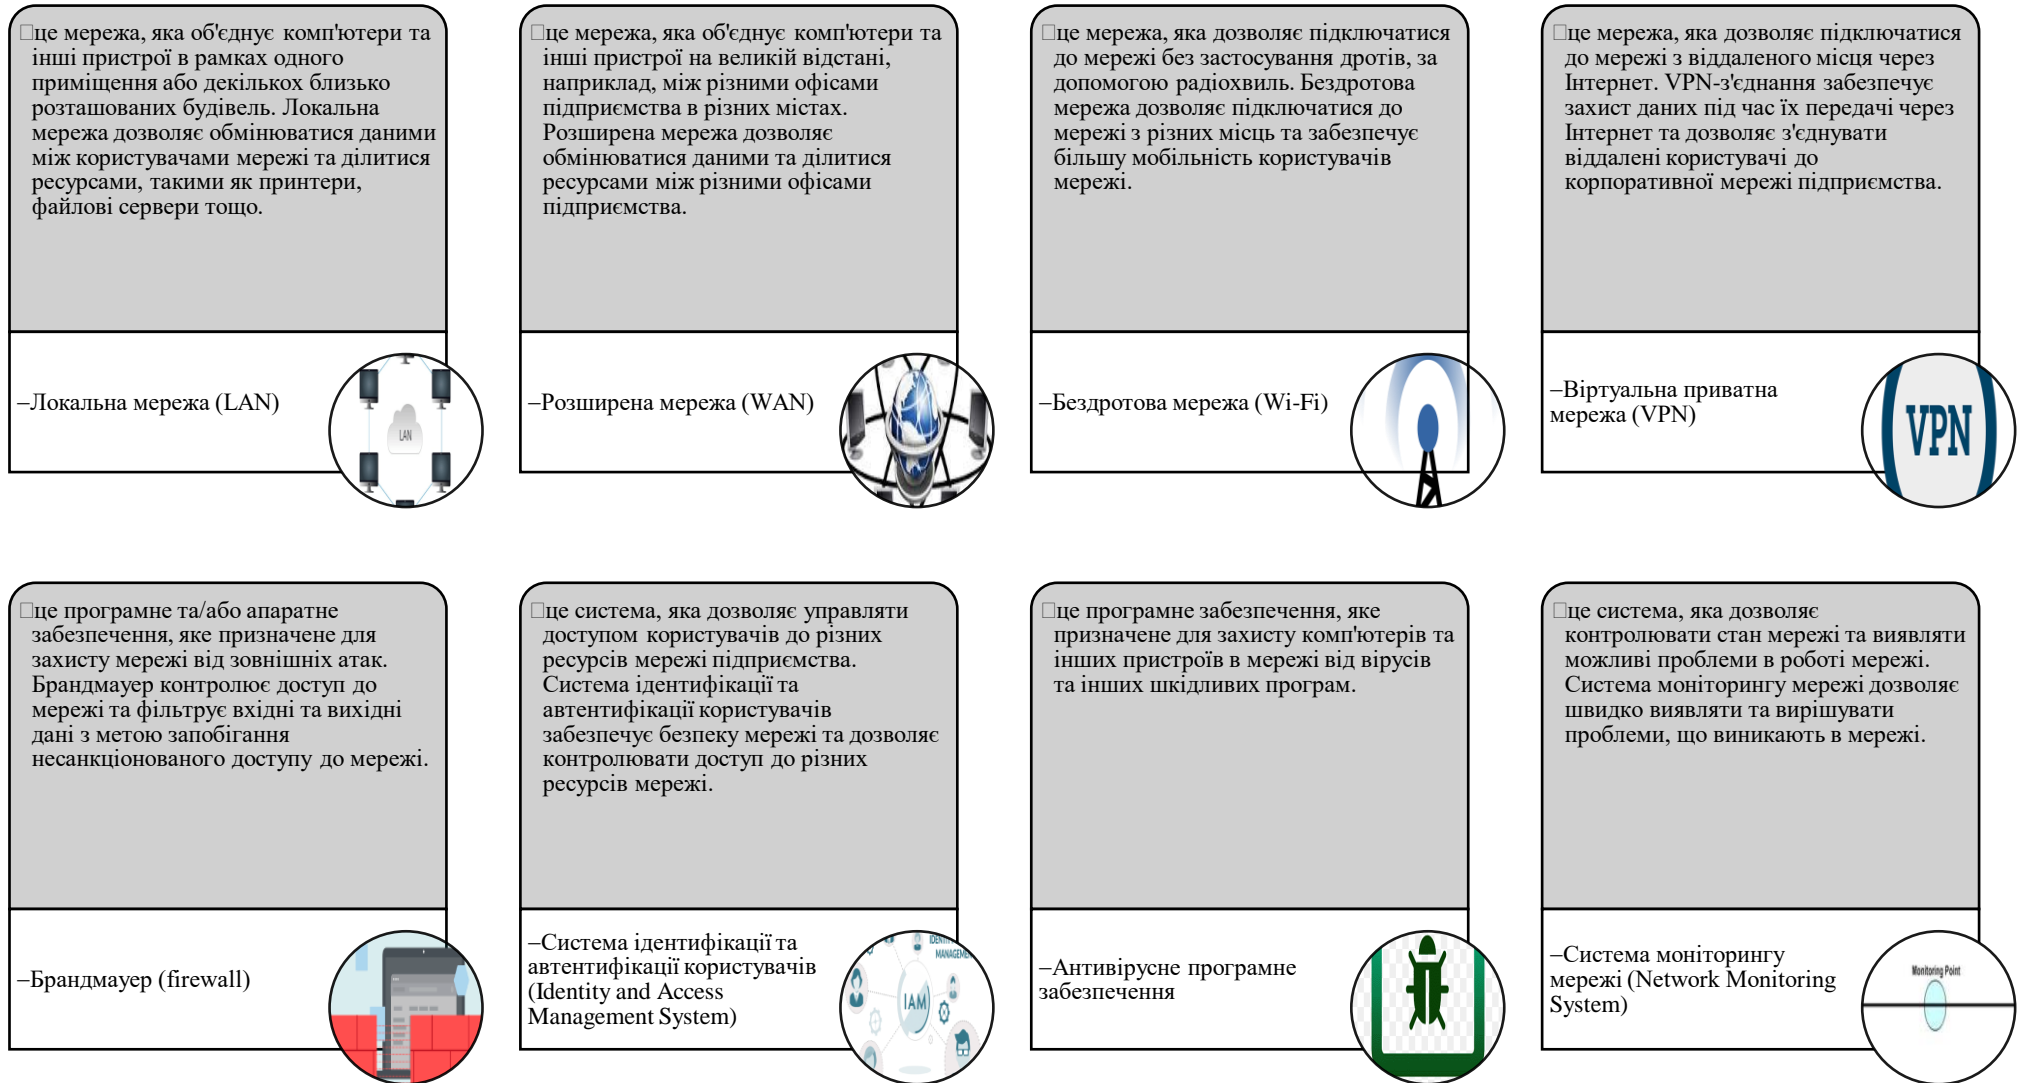 це мережа, яка об'єднує комп'ютери та
інші пристрої в рамках одного
приміщення або декількох близько
розташованих будівель. Локальна
мережа дозволяє обмінюватися даними
між користувачами мережі та ділитися
ресурсами, такими як принтери,
файлові сервери тощо.
–Локальна мережа (LAN)
LAN
це мережа, яка об'єднує комп'ютери та
інші пристрої на великій відстані,
наприклад, між різними офісами
підприємства в різних містах.
Розширена мережа дозволяє
обмінюватися даними та ділитися
ресурсами між різними офісами
підприємства.
–Розширена мережа (WAN)
це мережа, яка дозволяє підключатися
до мережі без застосування дротів, за
допомогою радіохвиль. Бездротова
мережа дозволяє підключатися до
мережі з різних місць та забезпечує
більшу мобільність користувачів
мережі.
–Бездротова мережа (Wi-Fi)
це мережа, яка дозволяє підключатися
до мережі з віддаленого місця через
Інтернет. VPN-з'єднання забезпечує
захист даних під час їх передачі через
Інтернет та дозволяє з'єднувати
віддалені користувачі до
корпоративної мережі підприємства.
–Віртуальна приватна
мережа (VPN)
VPN
це програмне та/або апаратне
забезпечення, яке призначене для
захисту мережі від зовнішніх атак.
Брандмауер контролює доступ до
мережі та фільтрує вхідні та вихідні
дані з метою запобігання
несанкціонованого доступу до мережі.
–Брандмауер (firewall)
це система, яка дозволяє управляти
доступом користувачів до різних
ресурсів мережі підприємства.
Система ідентифікації та
автентифікації користувачів
забезпечує безпеку мережі та дозволяє
контролювати доступ до різних
ресурсів мережі.
–Система ідентифікації та
автентифікації користувачів
(Identity and Access
Management System)
IAM
це програмне забезпечення, яке
призначене для захисту комп'ютерів та
інших пристроїв в мережі від вірусів
та інших шкідливих програм.
–Антивірусне програмне
забезпечення
це система, яка дозволяє
контролювати стан мережі та виявляти
можливі проблеми в роботі мережі.
Система моніторингу мережі дозволяє
швидко виявляти та вирішувати
проблеми, що виникають в мережі.
–Система моніторингу
мережі (Network Monitoring
System)
Monitoring Point